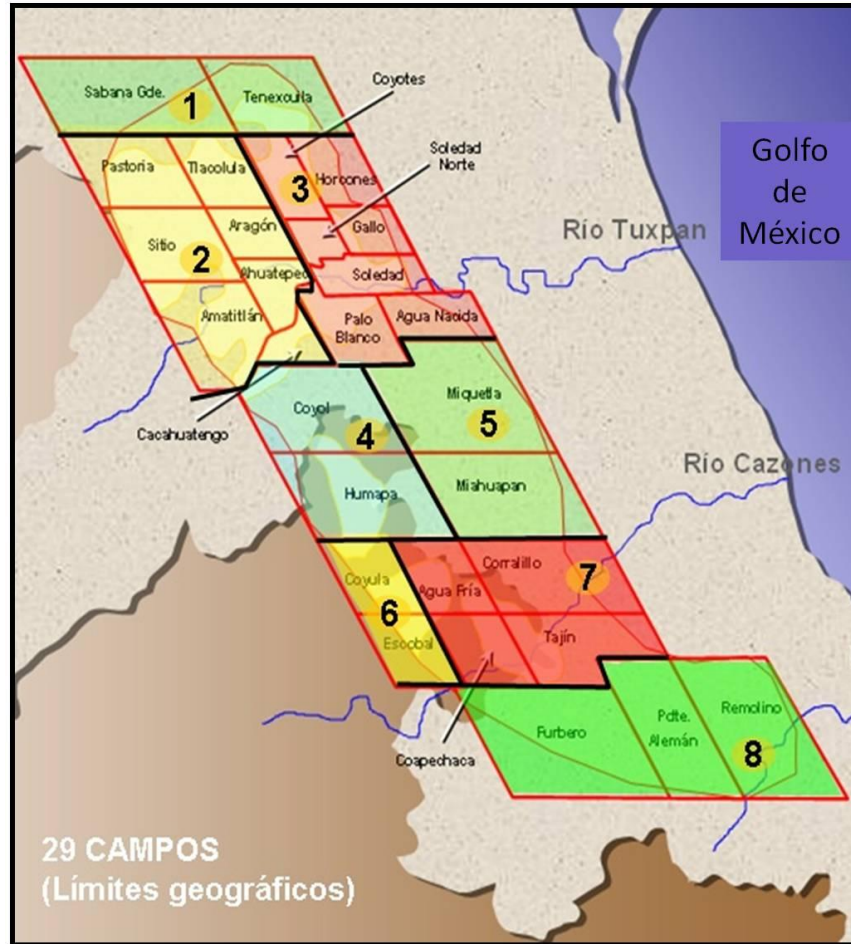 Sabana Gde.
1
Tenexcuila
Coyotes
Pastoria
Tlacolula
3
Horcones
Soledad
Norte
Golfo
de
México
Sitio
2
Aragón
Gallo
Río Tuxpan
Ahuatepec
Soledad
Amatitlán
Palo
Blanco
Agua Nacida
Cacahuatengo
Coyol
4
Miquetla
5
Río Cazones
Humapa
Miahuapan
Coyula
6
Escobal
Agua Fría
Corralillo
7
Tajín
Coapechaca
Furbero
Pdte.
Alemán
Remolino
8
29 CAMPOS
(Límites geográficos)